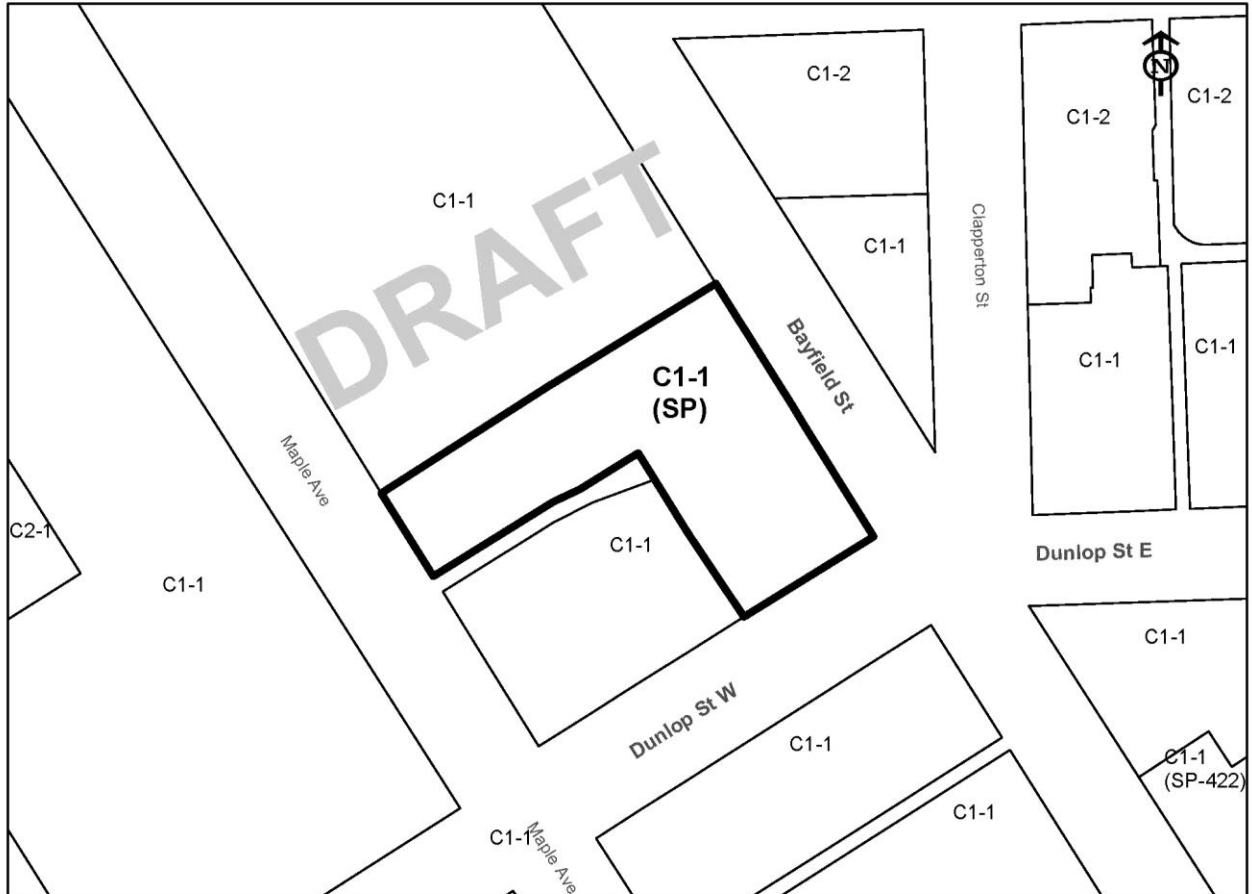 C1-2
C1-2
C1-2
N
C1-1
DRAFT
C1-1
Clapperton St
Bayfield St
C1-1
(SP)
C1-1
C1-1
Maple Ave
C2-1
C1-1
C1-1
Dunlop St E
C1-1
Dunlop St W
C1-1
C1-1
(SP-422)
C1-1
C1-1
Maple Ave